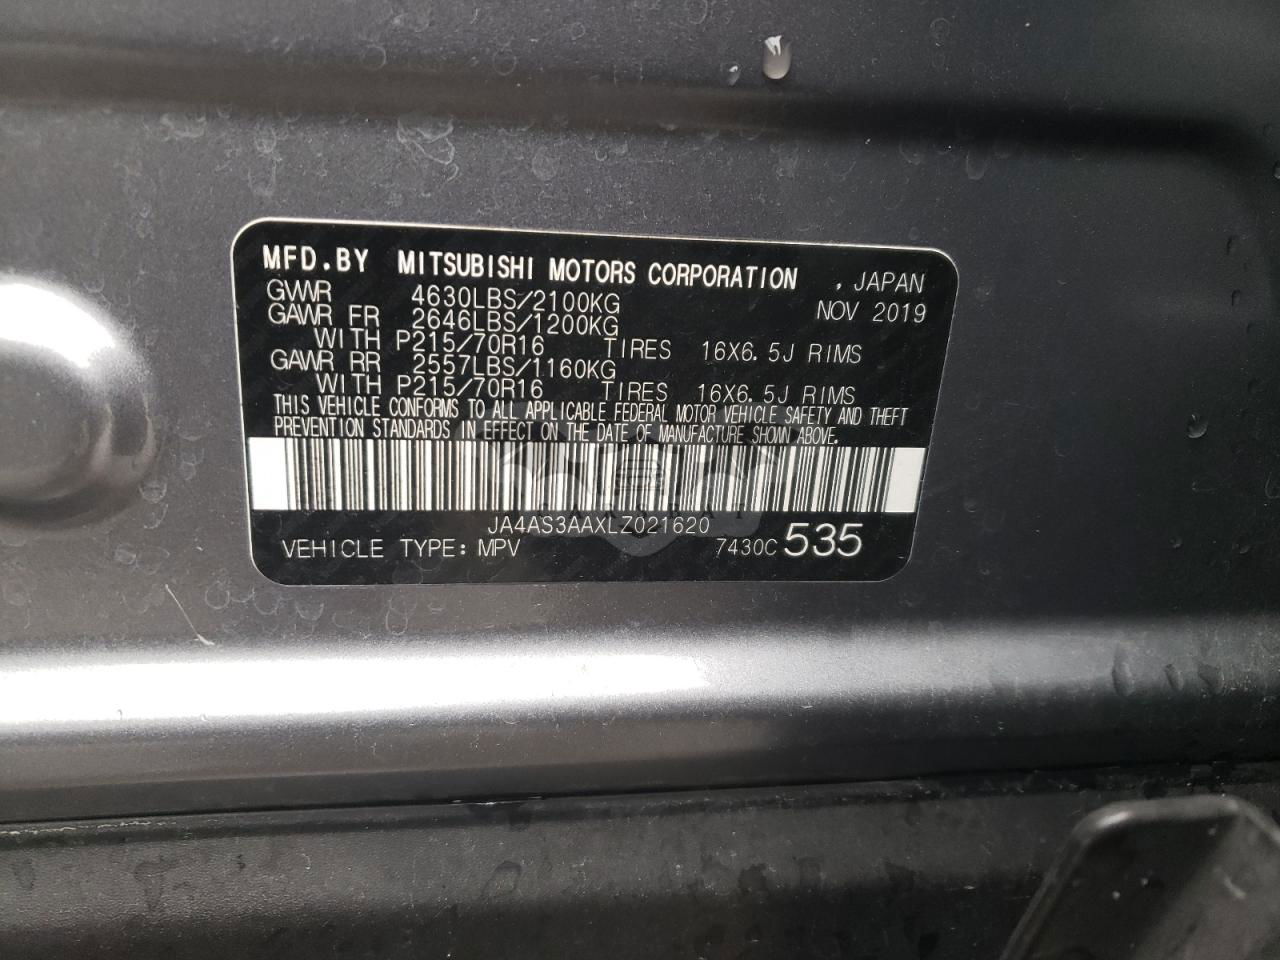 MFD.BY MITSUBISHI MOTORS CORPORATION , JAPAN
GVWR 4630LBS/2100KG NOV 2019
GAWR FR 2646LBS/1200KG
WITH P215/70R16 TIRES 16X6.5J RIMS
GAWR RR 2557LBS/1160KG
WITH P215/70R16 TIRES 16X6.5J RIMS
THIS VEHICLE CONFORMS TO ALL APPLICABLE FEDERAL MOTOR VEHICLE SAFETY AND THEFT
PREVENTION STANDARDS IN EFFECT ON THE DATE OF MANUFACTURE SHOWN ABOVE.
JA4AS3AAXLZ021620
VEHICLE TYPE: MPV 7430C 535